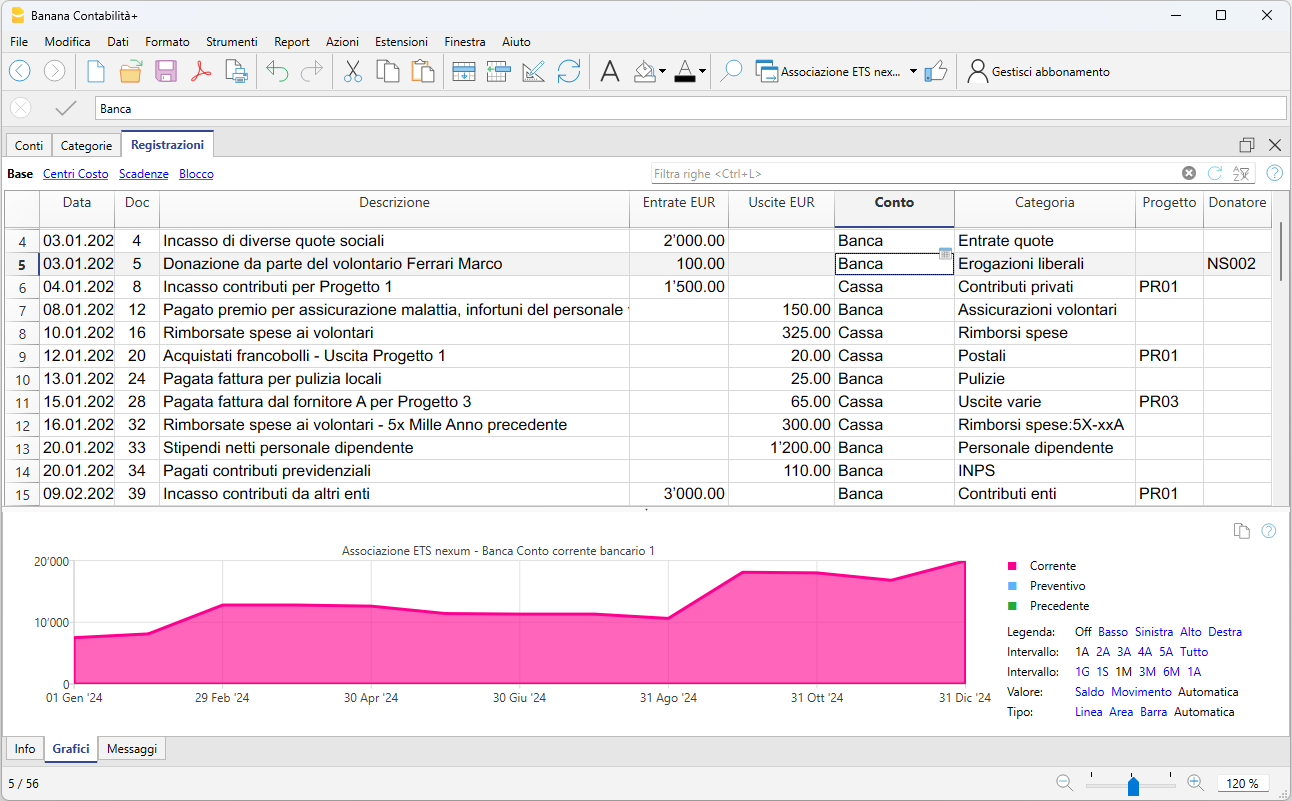 Banana Contabilità+
File Modifica Dati Formato Strumenti Report Azioni Estensioni Finestra Aiuto
Associazione ETS nex... Gestisci abbonamento
Banca
Conti Categorie Registrazioni
Base Centri Costo Scadenze Blocco Filtra righe <Ctrl+L>
Data Doc Descrizione Entrate EUR Uscite EUR Conto Categoria Progetto Donatore
4 03.01.202 4 Incasso di diverse quote sociali 2'000.00 Banca Entrate quote
5 03.01.202 5 Donazione da parte del volontario Ferrari Marco 100.00 Banca Erogazioni liberali NS002
6 04.01.202 8 Incasso contributi per Progetto 1 1'500.00 Cassa Contributi privati PR01
7 08.01.202 12 Pagato premio per assicurazione malattia, infortuni del personale 150.00 Banca Assicurazioni volontari
8 10.01.202 16 Rimborsate spese ai volontari 325.00 Cassa Rimborsi spese
9 12.01.202 20 Acquistati francobolli - Uscita Progetto 1 20.00 Cassa Postali PR01
10 13.01.202 24 Pagata fattura per pulizia locali 25.00 Banca Pulizie
11 15.01.202 28 Pagata fattura dal fornitore A per Progetto 3 65.00 Cassa Uscite varie PR03
12 16.01.202 32 Rimborsate spese ai volontari - 5x Mille Anno precedente 300.00 Cassa Rimborsi spese:5X-xxA
13 20.01.202 33 Stipendi netti personale dipendente 1'200.00 Banca Personale dipendente
14 20.01.202 34 Pagati contributi previdenziali 110.00 Banca INPS
15 09.02.202 39 Incasso contributi da altri enti 3'000.00 Banca Contributi enti PR01
Associazione ETS nexum - Banca Conto corrente bancario 1
20'000
10'000
0
01 Gen '24 29 Feb '24 30 Apr '24 30 Giu '24 31 Ago '24 31 Ott '24 31 Dic '24
Corrente
Preventivo
Precedente
Legenda: Off Basso Sinistra Alto Destra
Intervallo: 1A 2A 3A 4A 5A Tutto
Intervallo: 1G 1S 1M 3M 6M 1A
Valore: Saldo Movimento Automatica
Tipo: Linea Area Barra Automatica
Info Grafici Messaggi
5 / 56 120 %